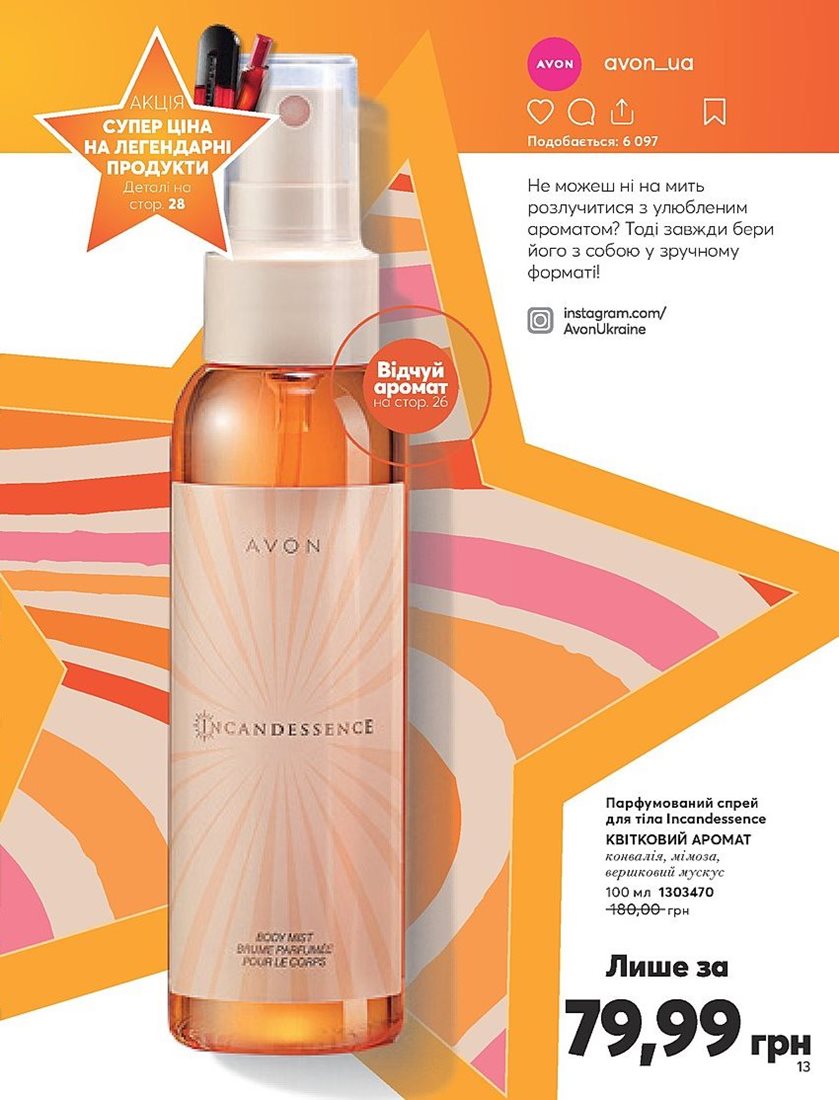 АКЦІЯ
СУПЕР ЦІНА
НА ЛЕГЕНДАРНІ
ПРОДУКТИ
Деталі на
стор. 28
AVON
avon_ua
Подобається: 6 097
Не можеш ні на мить
розлучитися з улюбленим
ароматом? Тоді завжди бери
його з собою у зручному
форматі!
instagram.com/
AvonUkraine
Відчуй
аромат
на стор. 26
AVON
INCANDESSENCE
BODY MIST
BRUME PARFUMÉE
POUR LE CORPS
Парфумований спрей
для тіла Incandessence
КВІТКОВИЙ АРОМАТ
конвалія, мімоза,
вершковий мускус
100 мл 1303470
180,00 грн
Лише за
79,99 грн
13